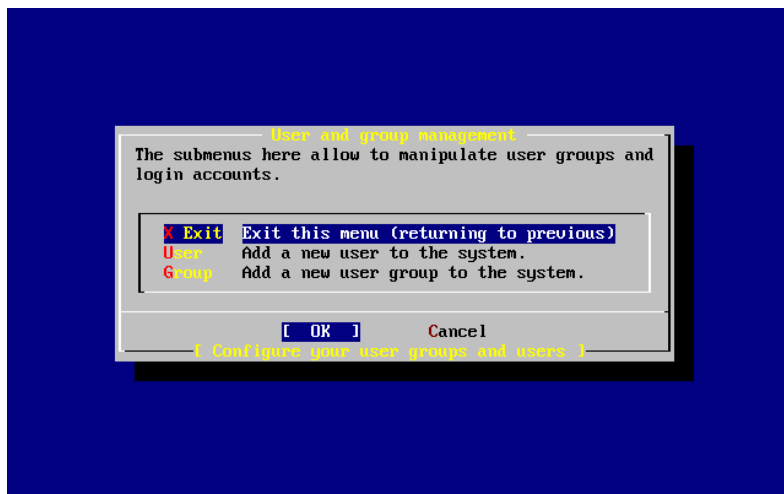 User and group management
The submenus here allow to manipulate user groups and
login accounts.
X Exit Exit this menu (returning to previous)
User Add a new user to the system.
Group Add a new user group to the system.
[ OK ] Cancel
[ Configure your user groups and users ]